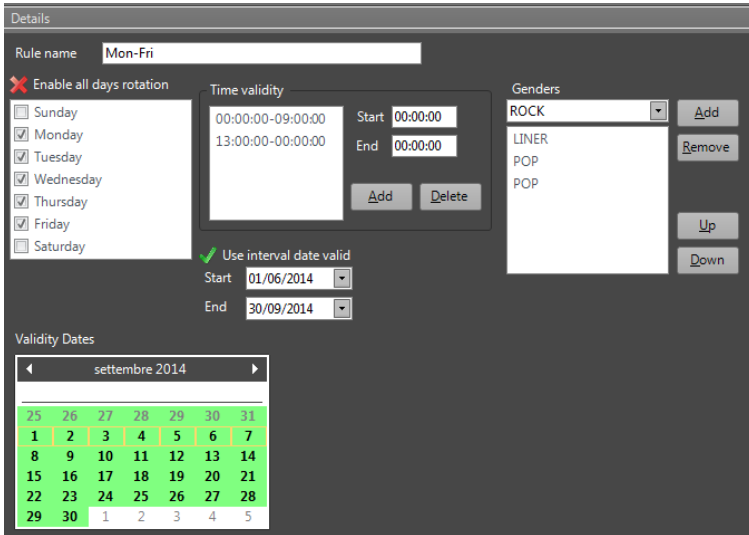 Details
Rule name Mon-Fri
Enable all days rotation
Sunday
Monday
Tuesday
Wednesday
Thursday
Friday
Saturday
Time validity
00:00:00-09:00:00
13:00:00-00:00:00
Start 00:00:00
End 00:00:00
Add Delete
Use interval date valid
Start 01/06/2014
End 30/09/2014
Genders
ROCK
LINER
POP
POP
Add
Remove
Up
Down
Validity Dates
settembre 2014
25 26 27 28 29 30 31
1 2 3 4 5 6 7
8 9 10 11 12 13 14
15 16 17 18 19 20 21
22 23 24 25 26 27 28
29 30 1 2 3 4 5